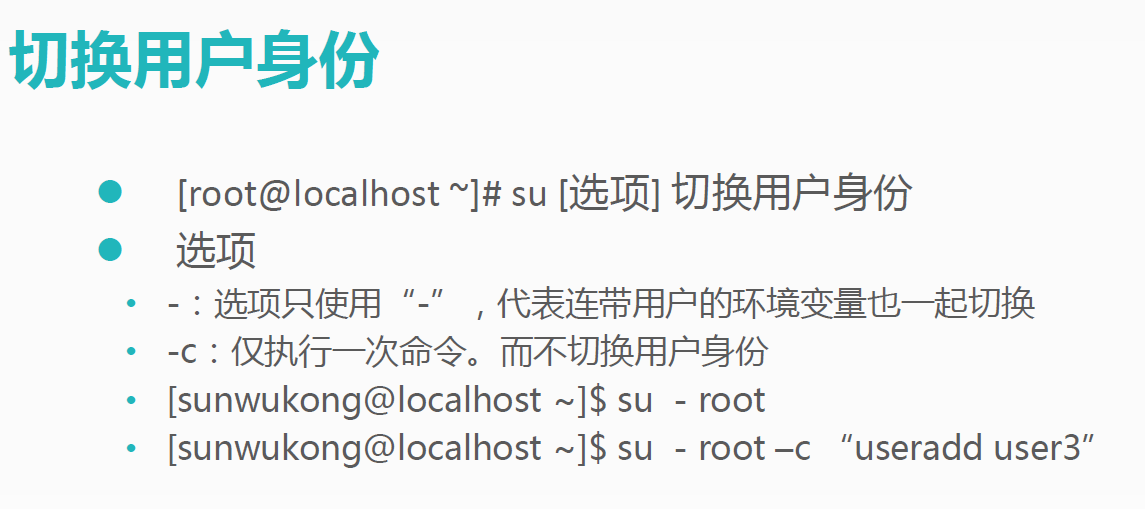 切换用户身份
[root@localhost ~]# su [选项] 切换用户身份
选项
-：选项只使用“-”，代表连带用户的环境变量也一起切换
-c：仅执行一次命令。而不切换用户身份
[sunwukong@localhost ~]$ su  - root
[sunwukong@localhost ~]$ su  - root –c “useradd user3”